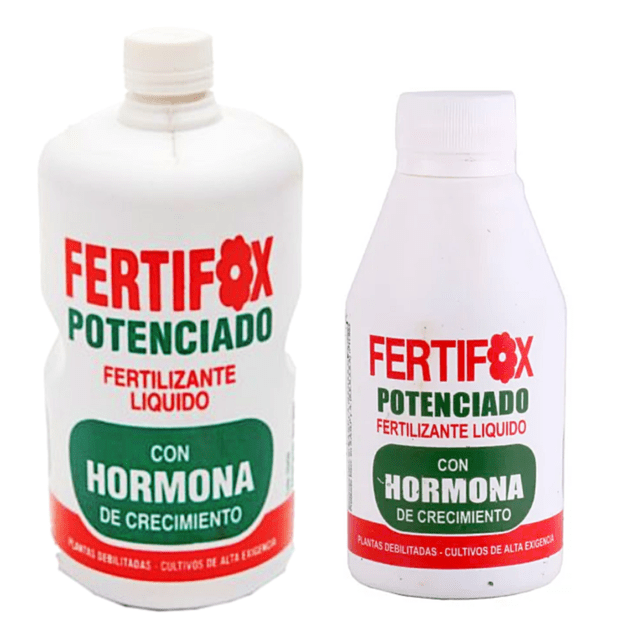 FERTIFOX
POTENCIADO
FERTILIZANTE
LIQUIDO
CON
HORMONA
DE CRECIMIENTO
PLANTAS DEBILITADAS - CULTIVOS DE ALTA EXIGENCIA
FERTIFOX
POTENCIADO
FERTILIZANTE LIQUIDO
CON
HORMONA
DE CRECIMIENTO
PLANTAS DEBILITADAS - CULTIVOS DE ALTA EXIGENCIA